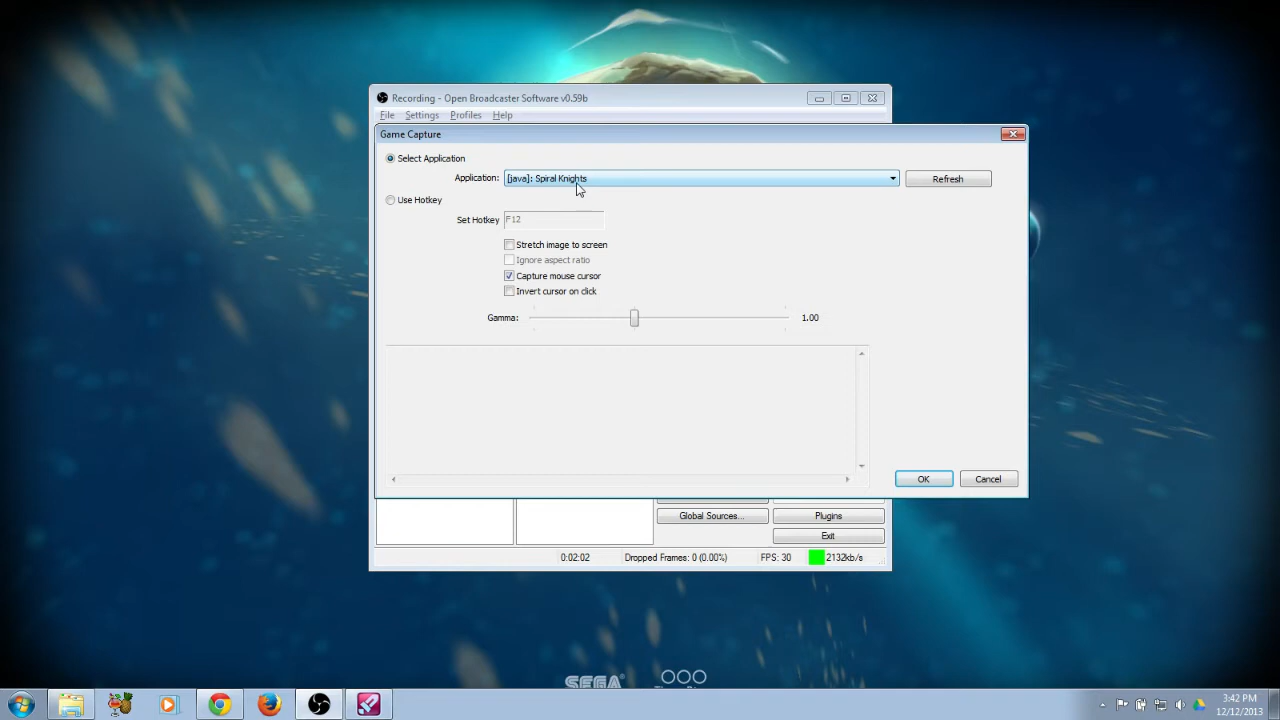 Recording - Open Broadcaster Software v0.59b
File Settings Profiles Help
Game Capture
Select Application
Application: [java]: Spiral Knights Refresh
Use Hotkey
Set Hotkey F12
Stretch image to screen
Ignore aspect ratio
Capture mouse cursor
Invert cursor on click
Gamma: 1.00
OK Cancel
Global Sources... Plugins
Exit
0:02:02 Dropped Frames: 0 (0.00%) FPS: 30 2132kb/s
SEGA
3:42 PM
12/12/2013